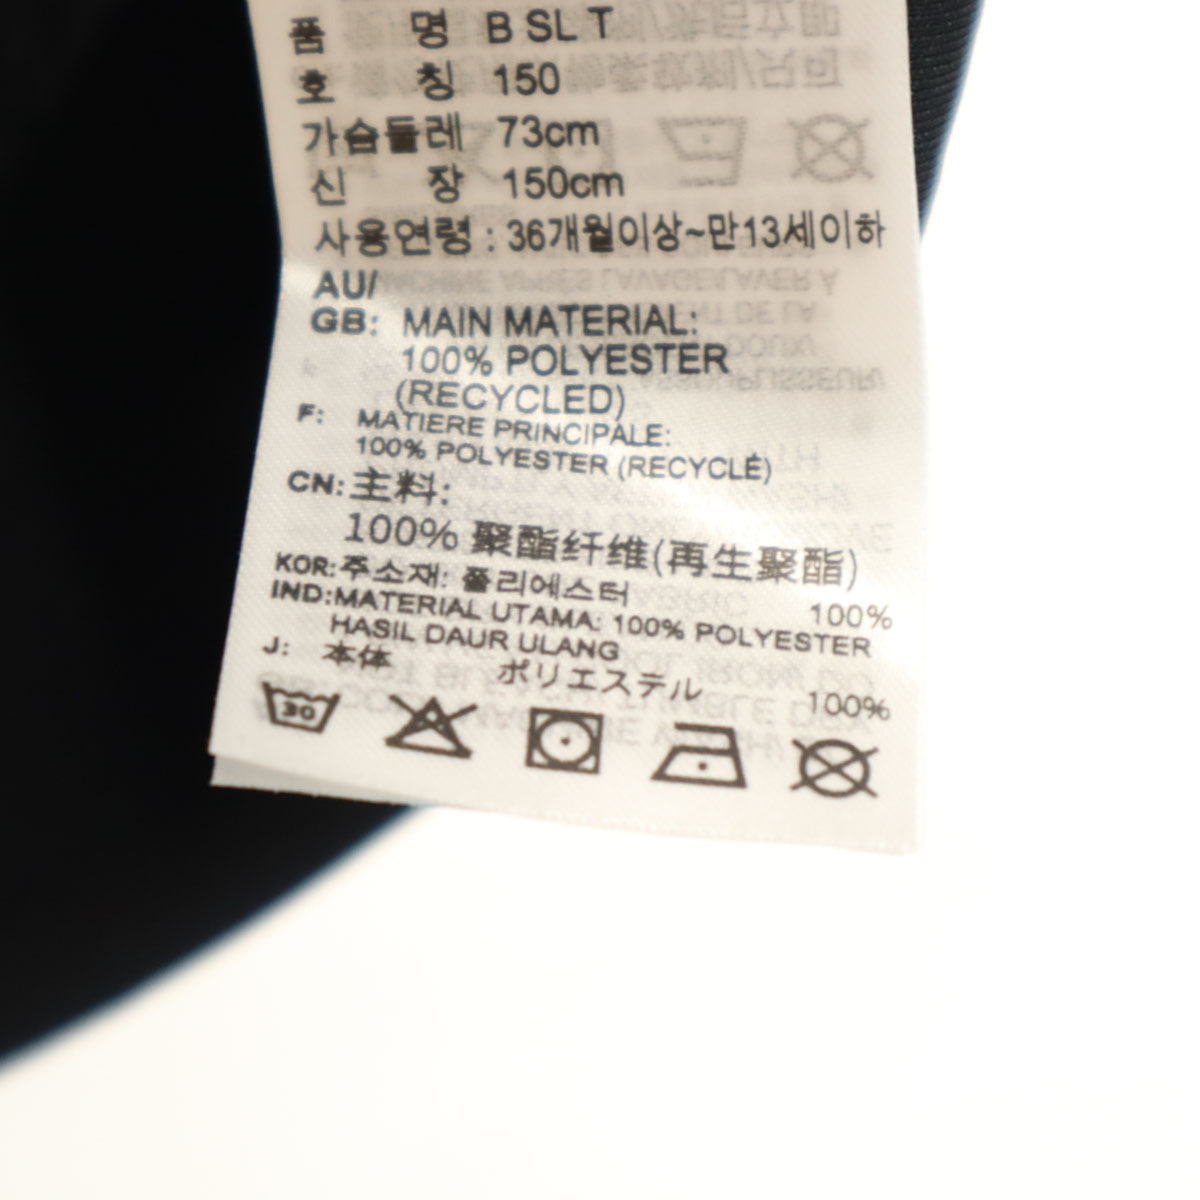 품 명 B SL T
호 칭 150
가슴둘레 73cm
신 장 150cm
사용연령 : 36개월이상~만13세이하
AU/
GB: MAIN MATERIAL:
100% POLYESTER
(RECYCLED)
F: MATIERE PRINCIPALE:
100% POLYESTER (RECYCLÉ)
CN: 主料:
100% 聚酯纤维(再生聚酯)
KOR: 주소재: 폴리에스터 100%
IND: MATERIAL UTAMA: 100% POLYESTER
HASIL DAUR ULANG
J: 本体 ポリエステル 100%
30